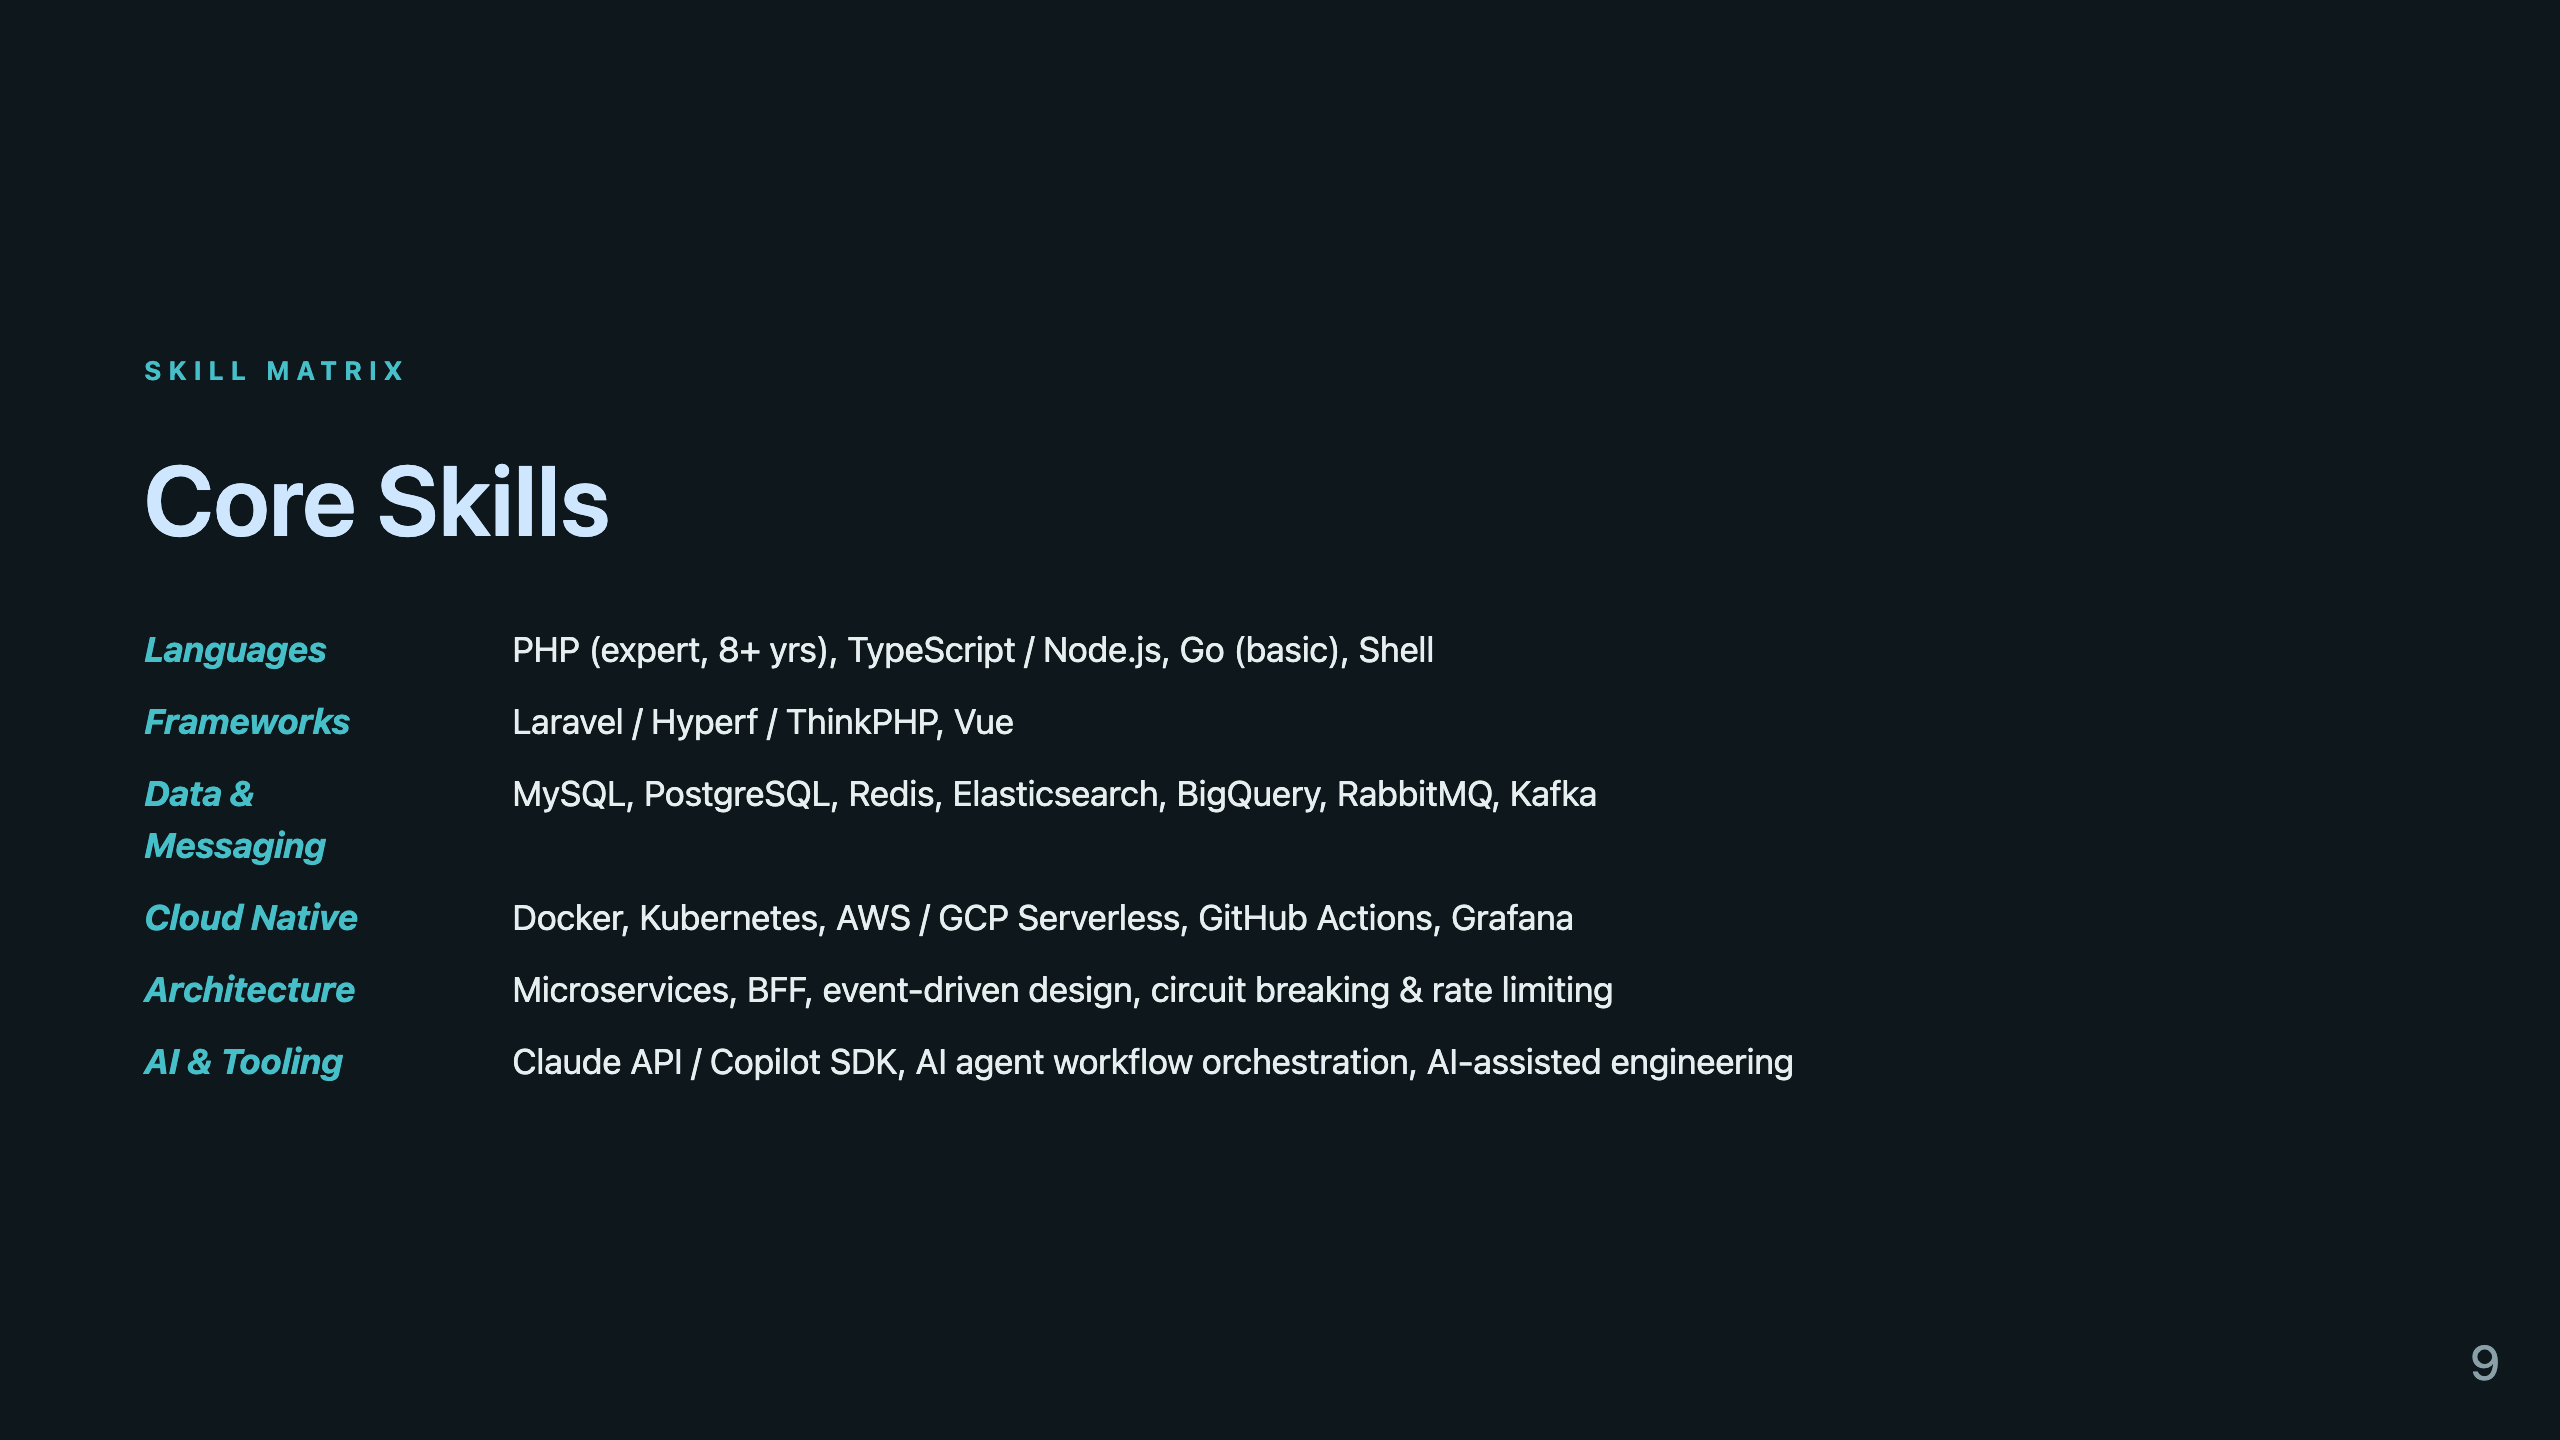 SKILL MATRIX
Core Skills
Languages PHP (expert, 8+ yrs), TypeScript / Node.js, Go (basic), Shell
Frameworks Laravel / Hyperf / ThinkPHP, Vue
Data & MySQL, PostgreSQL, Redis, Elasticsearch, BigQuery, RabbitMQ, Kafka
Messaging
Cloud Native Docker, Kubernetes, AWS / GCP Serverless, GitHub Actions, Grafana
Architecture Microservices, BFF, event-driven design, circuit breaking & rate limiting
AI & Tooling Claude API / Copilot SDK, AI agent workflow orchestration, AI-assisted engineering
9